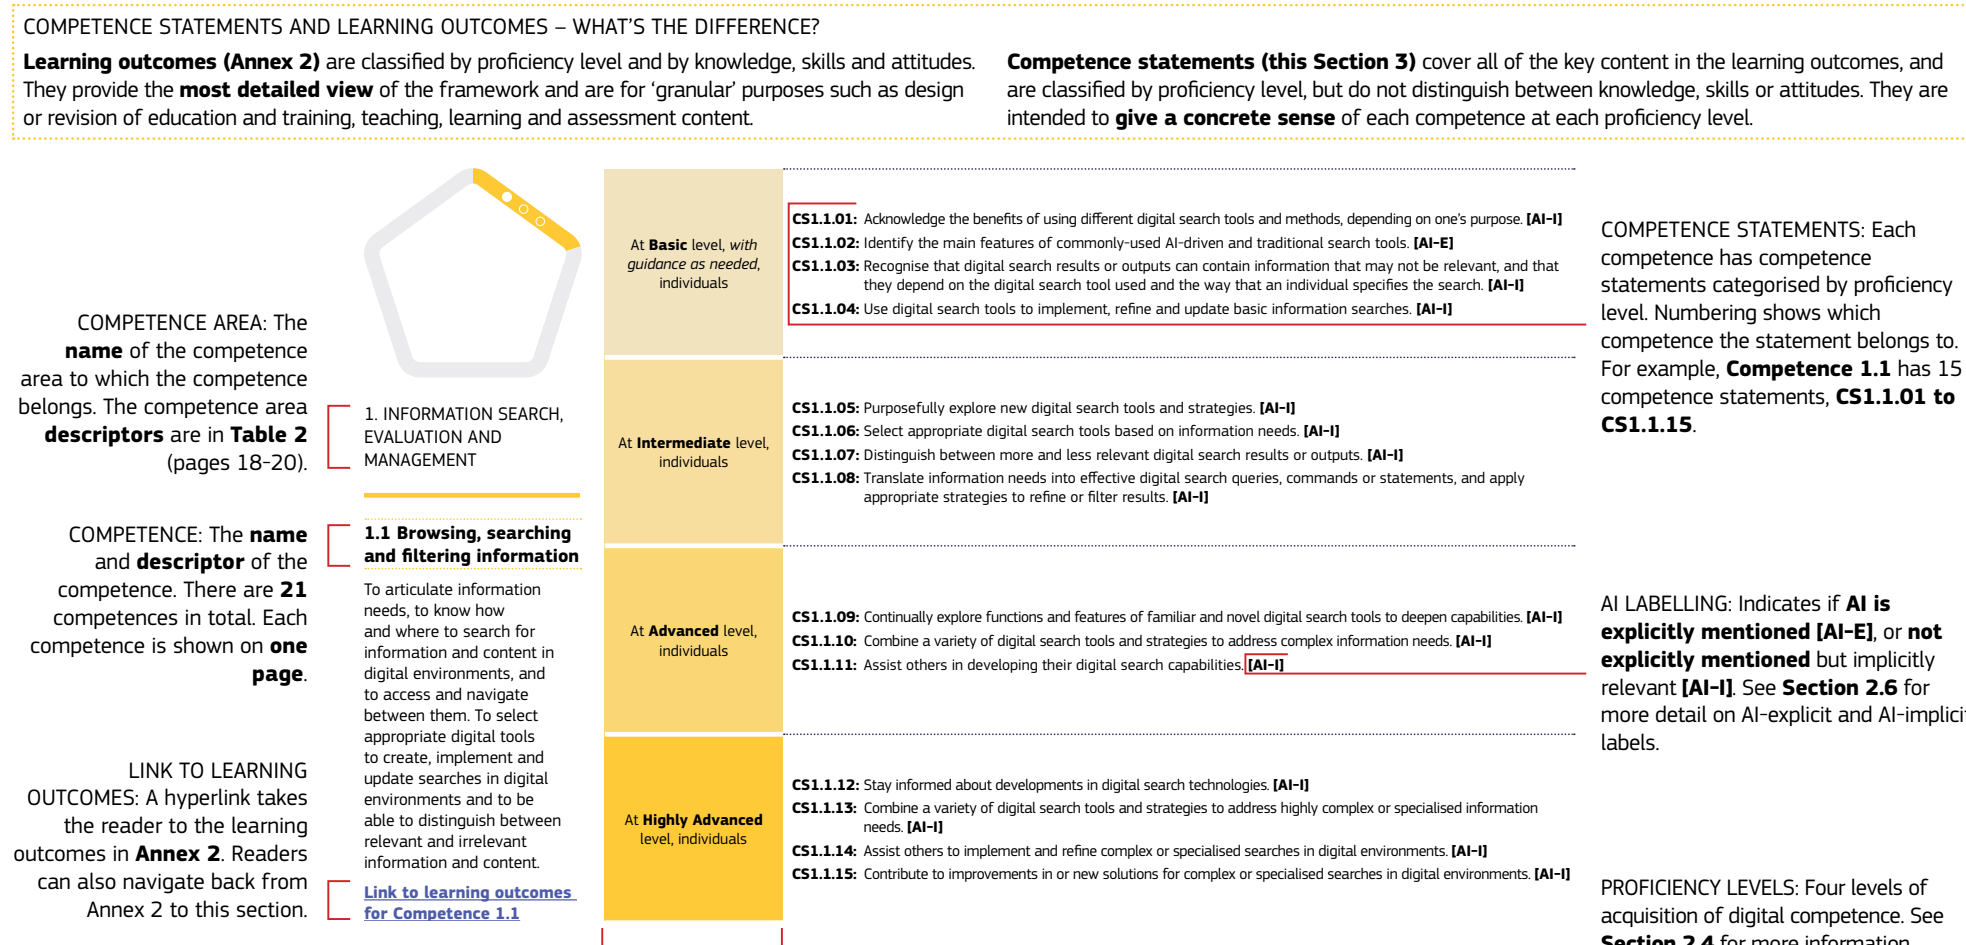 COMPETENCE STATEMENTS AND LEARNING OUTCOMES – WHAT'S THE DIFFERENCE?
Learning outcomes (Annex 2) are classified by proficiency level and by knowledge, skills and attitudes.
They provide the most detailed view of the framework and are for 'granular' purposes such as design
or revision of education and training, teaching, learning and assessment content.
Competence statements (this Section 3) cover all of the key content in the learning outcomes, and
are classified by proficiency level, but do not distinguish between knowledge, skills or attitudes. They are
intended to give a concrete sense of each competence at each proficiency level.
COMPETENCE AREA: The
name of the competence
area to which the competence
belongs. The competence area
descriptors are in Table 2
(pages 18-20).
COMPETENCE: The name
and descriptor of the
competence. There are 21
competences in total. Each
competence is shown on one
page.
LINK TO LEARNING
OUTCOMES: A hyperlink takes
the reader to the learning
outcomes in Annex 2. Readers
can also navigate back from
Annex 2 to this section.
1. INFORMATION SEARCH,
EVALUATION AND
MANAGEMENT
1.1 Browsing, searching
and filtering information
To articulate information
needs, to know how
and where to search for
information and content in
digital environments, and
to access and navigate
between them. To select
appropriate digital tools
to create, implement and
update searches in digital
environments and to be
able to distinguish between
relevant and irrelevant
information and content.
Link to learning outcomes
for Competence 1.1
At Basic level, with
guidance as needed,
individuals
CS1.1.01: Acknowledge the benefits of using different digital search tools and methods, depending on one's purpose. [AI-I]
CS1.1.02: Identify the main features of commonly-used AI-driven and traditional search tools. [AI-E]
CS1.1.03: Recognise that digital search results or outputs can contain information that may not be relevant, and that
they depend on the digital search tool used and the way that an individual specifies the search. [AI-I]
CS1.1.04: Use digital search tools to implement, refine and update basic information searches. [AI-I]
At Intermediate level,
individuals
CS1.1.05: Purposefully explore new digital search tools and strategies. [AI-I]
CS1.1.06: Select appropriate digital search tools based on information needs. [AI-I]
CS1.1.07: Distinguish between more and less relevant digital search results or outputs. [AI-I]
CS1.1.08: Translate information needs into effective digital search queries, commands or statements, and apply
appropriate strategies to refine or filter results. [AI-I]
At Advanced level,
individuals
CS1.1.09: Continually explore functions and features of familiar and novel digital search tools to deepen capabilities. [AI-I]
CS1.1.10: Combine a variety of digital search tools and strategies to address complex information needs. [AI-I]
CS1.1.11: Assist others in developing their digital search capabilities. [AI-I]
At Highly Advanced
level, individuals
CS1.1.12: Stay informed about developments in digital search technologies. [AI-I]
CS1.1.13: Combine a variety of digital search tools and strategies to address highly complex or specialised information
needs. [AI-I]
CS1.1.14: Assist others to implement and refine complex or specialised searches in digital environments. [AI-I]
CS1.1.15: Contribute to improvements in or new solutions for complex or specialised searches in digital environments. [AI-I]
COMPETENCE STATEMENTS: Each
competence has competence
statements categorised by proficiency
level. Numbering shows which
competence the statement belongs to.
For example, Competence 1.1 has 15
competence statements, CS1.1.01 to
CS1.1.15.
AI LABELLING: Indicates if AI is
explicitly mentioned [AI-E], or not
explicitly mentioned but implicitly
relevant [AI-I]. See Section 2.6 for
more detail on AI-explicit and AI-implicit
labels.
PROFICIENCY LEVELS: Four levels of
acquisition of digital competence. See
Section 2.4 for more information